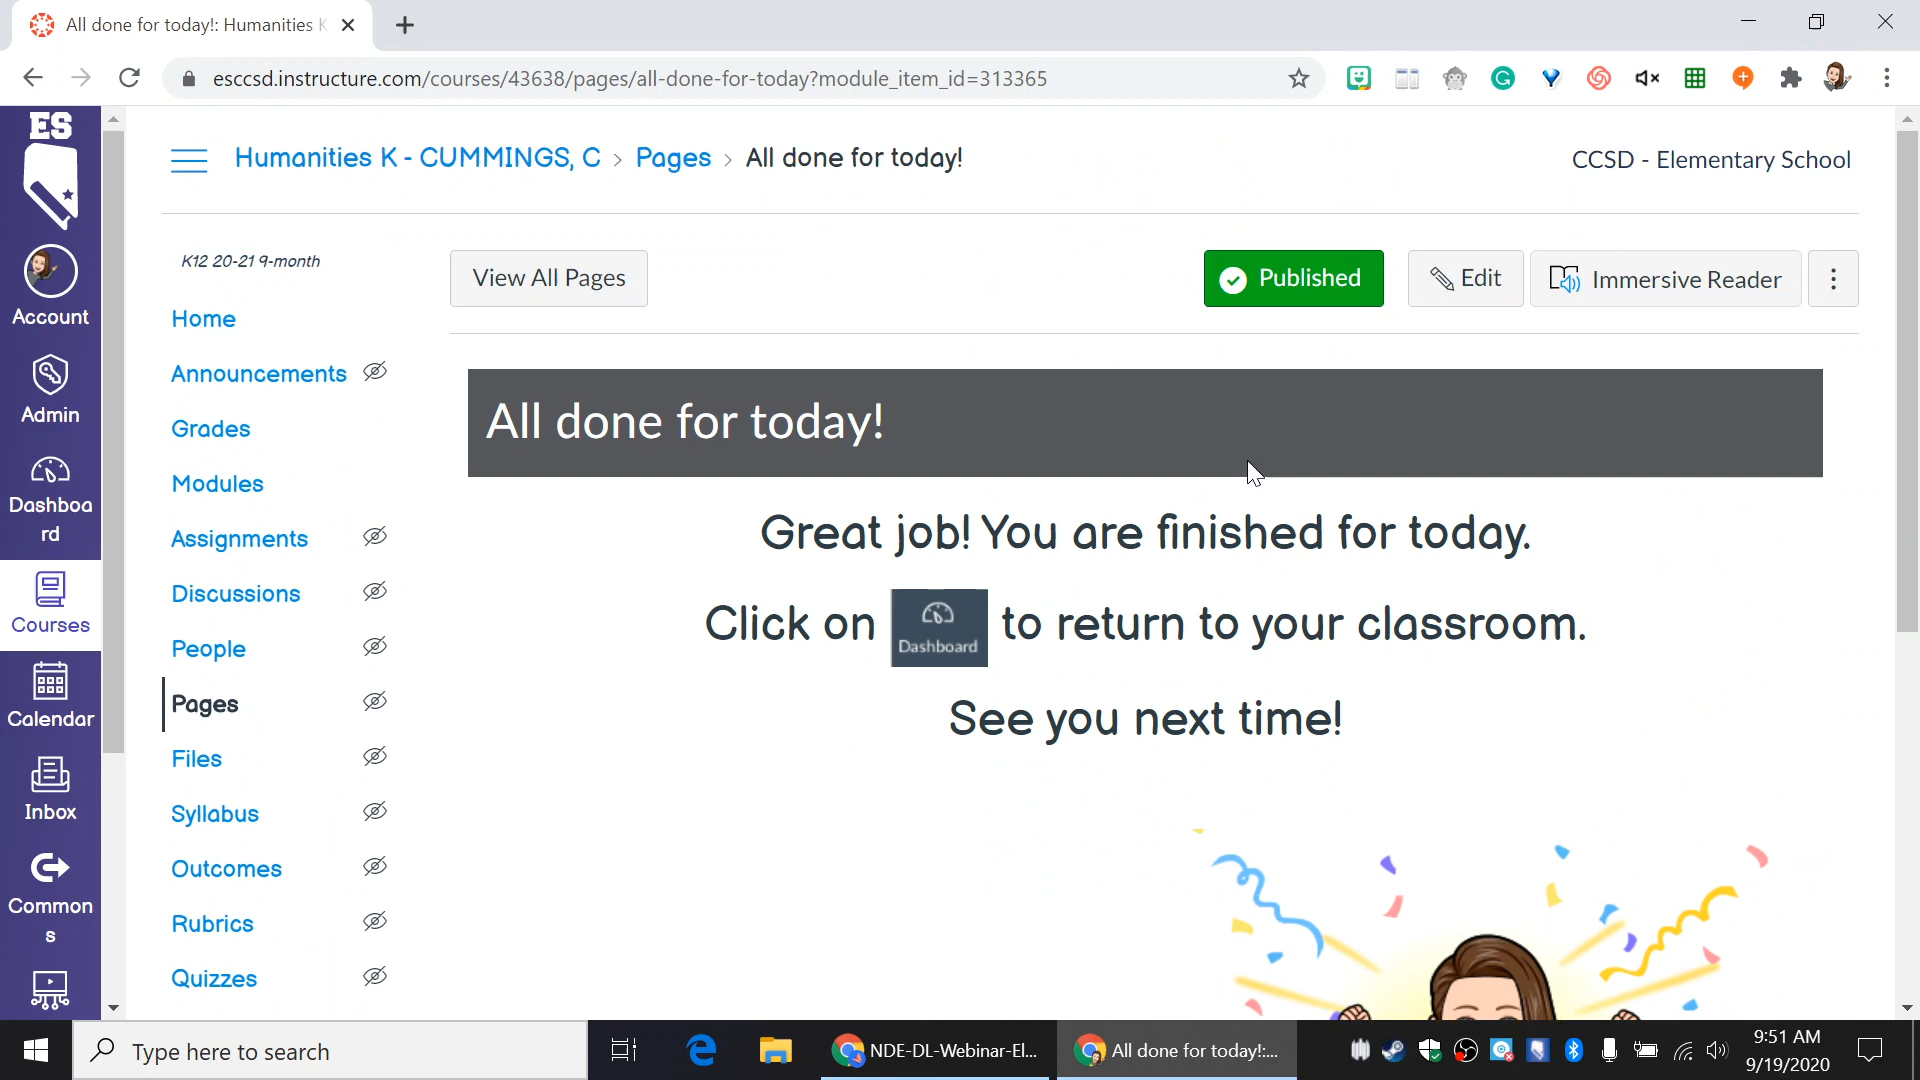 All done for today!: Humanities K
esccsd.instructure.com/courses/43638/pages/all-done-for-today?module_item_id=313365
ES
Account
Admin
Dashboa
rd
Courses
Calendar
Inbox
Common
s
Humanities K - CUMMINGS, C > Pages > All done for today!
CCSD - Elementary School
K12 20-21 9-month
Home
Announcements
Grades
Modules
Assignments
Discussions
People
Pages
Files
Syllabus
Outcomes
Rubrics
Quizzes
View All Pages
Published
Edit
Immersive Reader
All done for today!
Great job! You are finished for today.
Click on Dashboard to return to your classroom.
See you next time!
Type here to search
NDE-DL-Webinar-El...
All done for today!:...
9:51 AM
9/19/2020